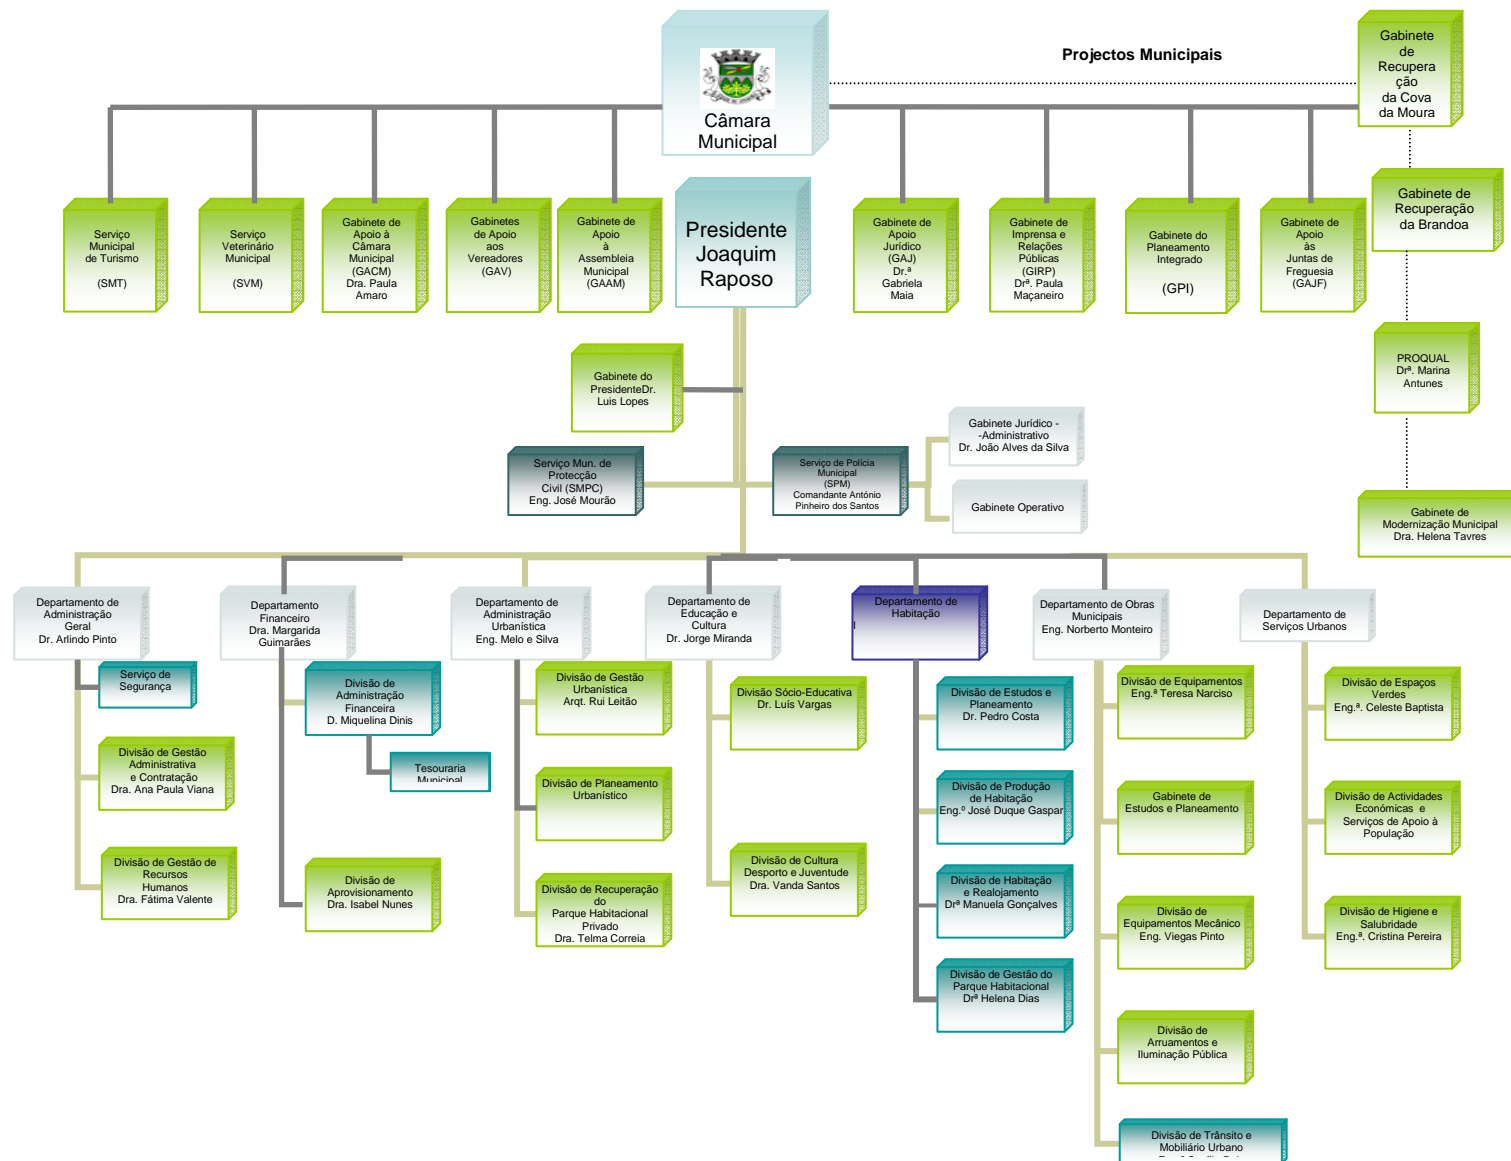 Projectos Municipais
Câmara
Municipal
Gabinete
de
Recupera
ção
da Cova
da Moura
Serviço
Municipal
de Turismo
(SMT)
Serviço
Veterinário
Municipal
(SVM)
Gabinete de
Apoio à
Câmara
Municipal
(GACM)
Dra. Paula
Amaro
Gabinetes
de Apoio
aos
Vereadores
(GAV)
Gabinete de
Apoio
à
Assembleia
Municipal
(GAAM)
Presidente
Joaquim
Raposo
Gabinete de
Apoio
Jurídico
(GAJ)
Dr.ª
Gabriela
Maia
Gabinete de
Imprensa e
Relações
Públicas
(GIRP)
Drª. Paula
Maçaneiro
Gabinete do
Planeamento
Integrado
(GPI)
Gabinete de
Apoio
às
Juntas de
Freguesia
(GAJF)
Gabinete de
Recuperação
da Brandoa
PROQUAL
Drª. Marina
Antunes
Gabinete do
PresidenteDr.
Luis Lopes
Gabinete Jurídico -
-Administrativo
Dr. João Alves da Silva
Serviço Mun. de
Protecção
Civil (SMPC)
Eng. José Mourão
Serviço de Polícia
Municipal
(SPM)
Comandante António
Pinheiro dos Santos
Gabinete Operativo
Gabinete de
Modernização Municipal
Dra. Helena Tavres
Departamento de
Administração
Geral
Dr. Arlindo Pinto
Departamento
Financeiro
Dra. Margarida
Guimarães
Departamento de
Administração
Urbanística
Eng. Melo e Silva
Departamento de
Educação e
Cultura
Dr. Jorge Miranda
Departamento de
Habitação
Departamento de Obras
Municipais
Eng. Norberto Monteiro
Departamento de
Serviços Urbanos
Serviço de
Segurança
Divisão de Gestão
Administrativa
e Contratação
Dra. Ana Paula Viana
Divisão de Gestão de
Recursos
Humanos
Dra. Fátima Valente
Divisão de
Administração
Financeira
D. Miquelina Dinis
Tesouraria
Municipal
Divisão de
Aprovisionamento
Dra. Isabel Nunes
Divisão de Gestão
Urbanística
Arqt. Rui Leitão
Divisão de Planeamento
Urbanístico
Divisão de Recuperação
do
Parque Habitacional
Privado
Dra. Telma Correia
Divisão Sócio-Educativa
Dr. Luís Vargas
Divisão de Cultura
Desporto e Juventude
Dra. Vanda Santos
Divisão de Estudos e
Planeamento
Dr. Pedro Costa
Divisão de Produção
de Habitação
Eng.º José Duque Gaspar
Divisão de Habitação
e Realojamento
Drª Manuela Gonçalves
Divisão de Gestão do
Parque Habitacional
Drª Helena Dias
Divisão de Equipamentos
Eng.ª Teresa Narciso
Gabinete de
Estudos e Planeamento
Divisão de
Equipamentos Mecânico
Eng. Viegas Pinto
Divisão de
Arruamentos e
Iluminação Pública
Divisão de Trânsito e
Mobiliário Urbano
Divisão de Espaços
Verdes
Eng.ª. Celeste Baptista
Divisão de Actividades
Económicas e
Serviços de Apoio à
População
Divisão de Higiene e
Salubridade
Eng.ª. Cristina Pereira